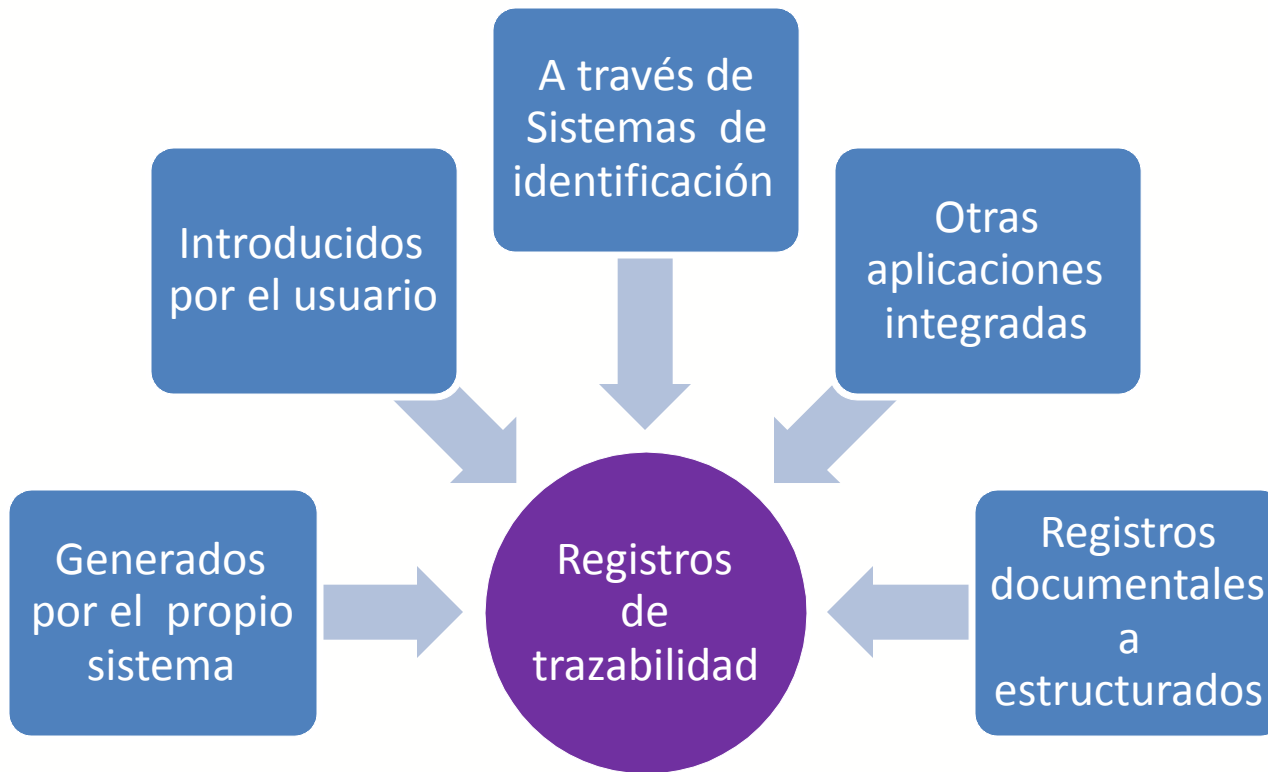 A través de
Sistemas  de
identificación
Introducidos
por el usuario
Otras
aplicaciones
integradas
Generados
por el  propio
sistema
Registros
de
trazabilidad
Registros
documentales
a
estructurados